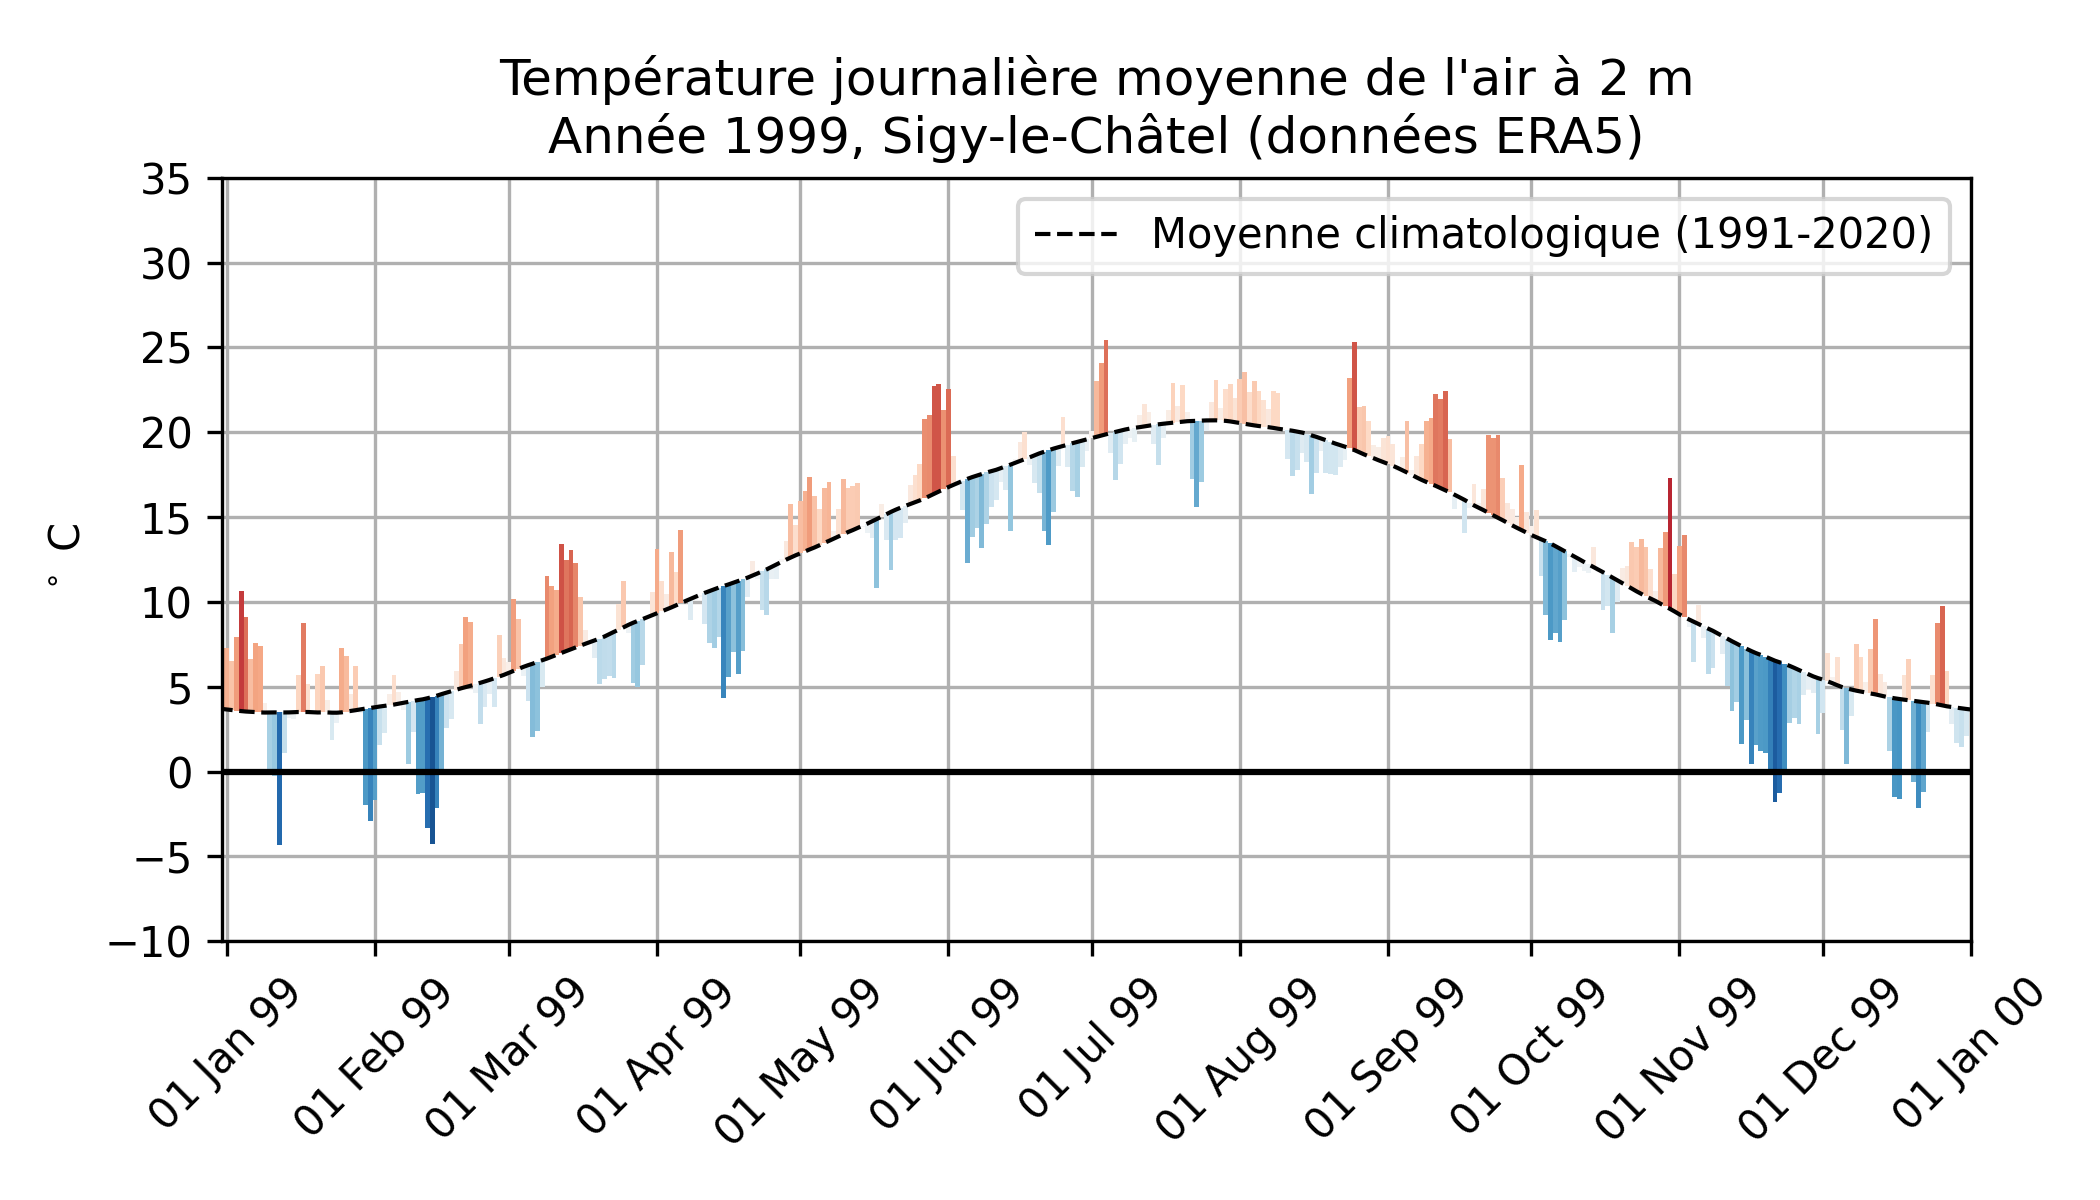 Température journalière moyenne de l'air à 2 m
Année 1999, Sigy-le-Châtel (données ERA5)
Moyenne climatologique (1991-2020)
° C
35
30
25
20
15
10
5
0
−5
−10
01 Jan 99
01 Feb 99
01 Mar 99
01 Apr 99
01 May 99
01 Jun 99
01 Jul 99
01 Aug 99
01 Sep 99
01 Oct 99
01 Nov 99
01 Dec 99
01 Jan 00